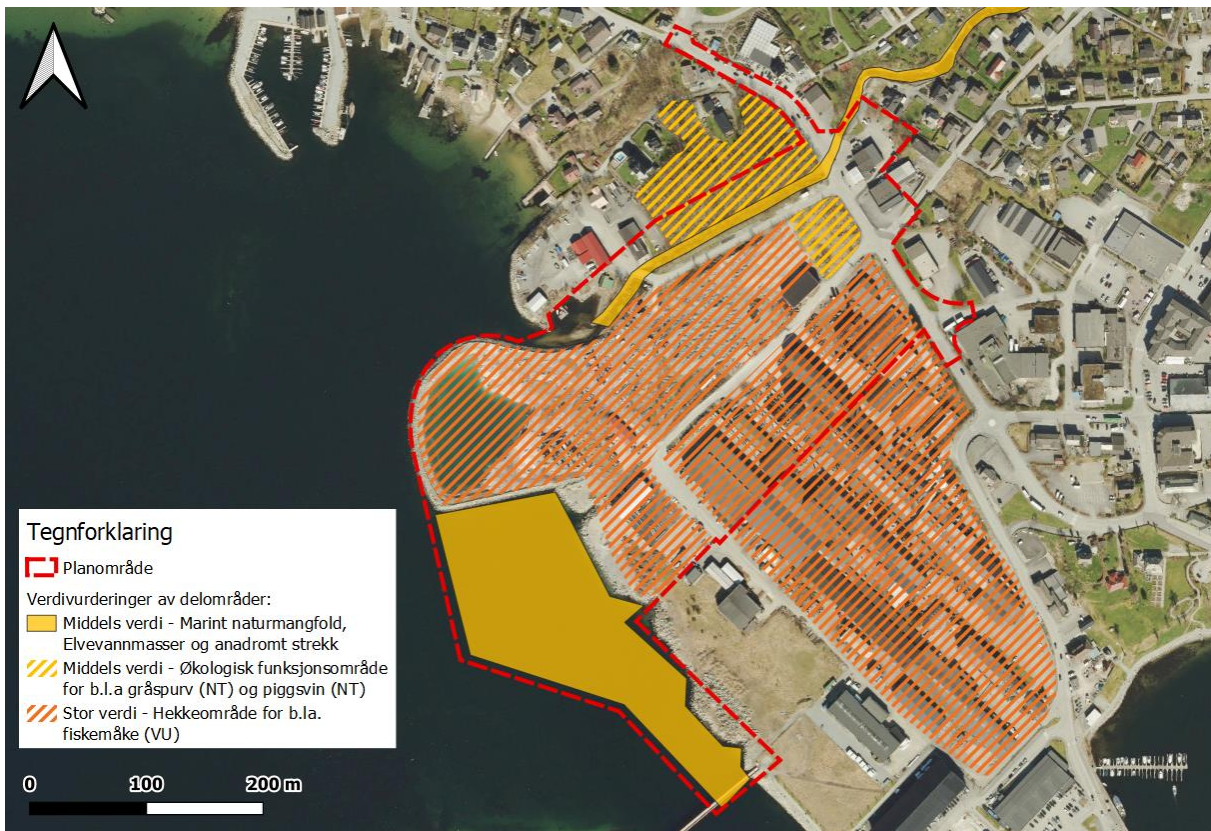 Tegnforklaring
Planområde
Verdivurderinger av delområder:
Middels verdi - Marint naturmangfold,
Elvevannmasser og anadromt strekk
Middels verdi - Økologisk funksjonsområde
for b.l.a gråspurv (NT) og piggsvin (NT)
Stor verdi - Hekkeområde for b.la.
fiskemåke (VU)
0 100 200 m